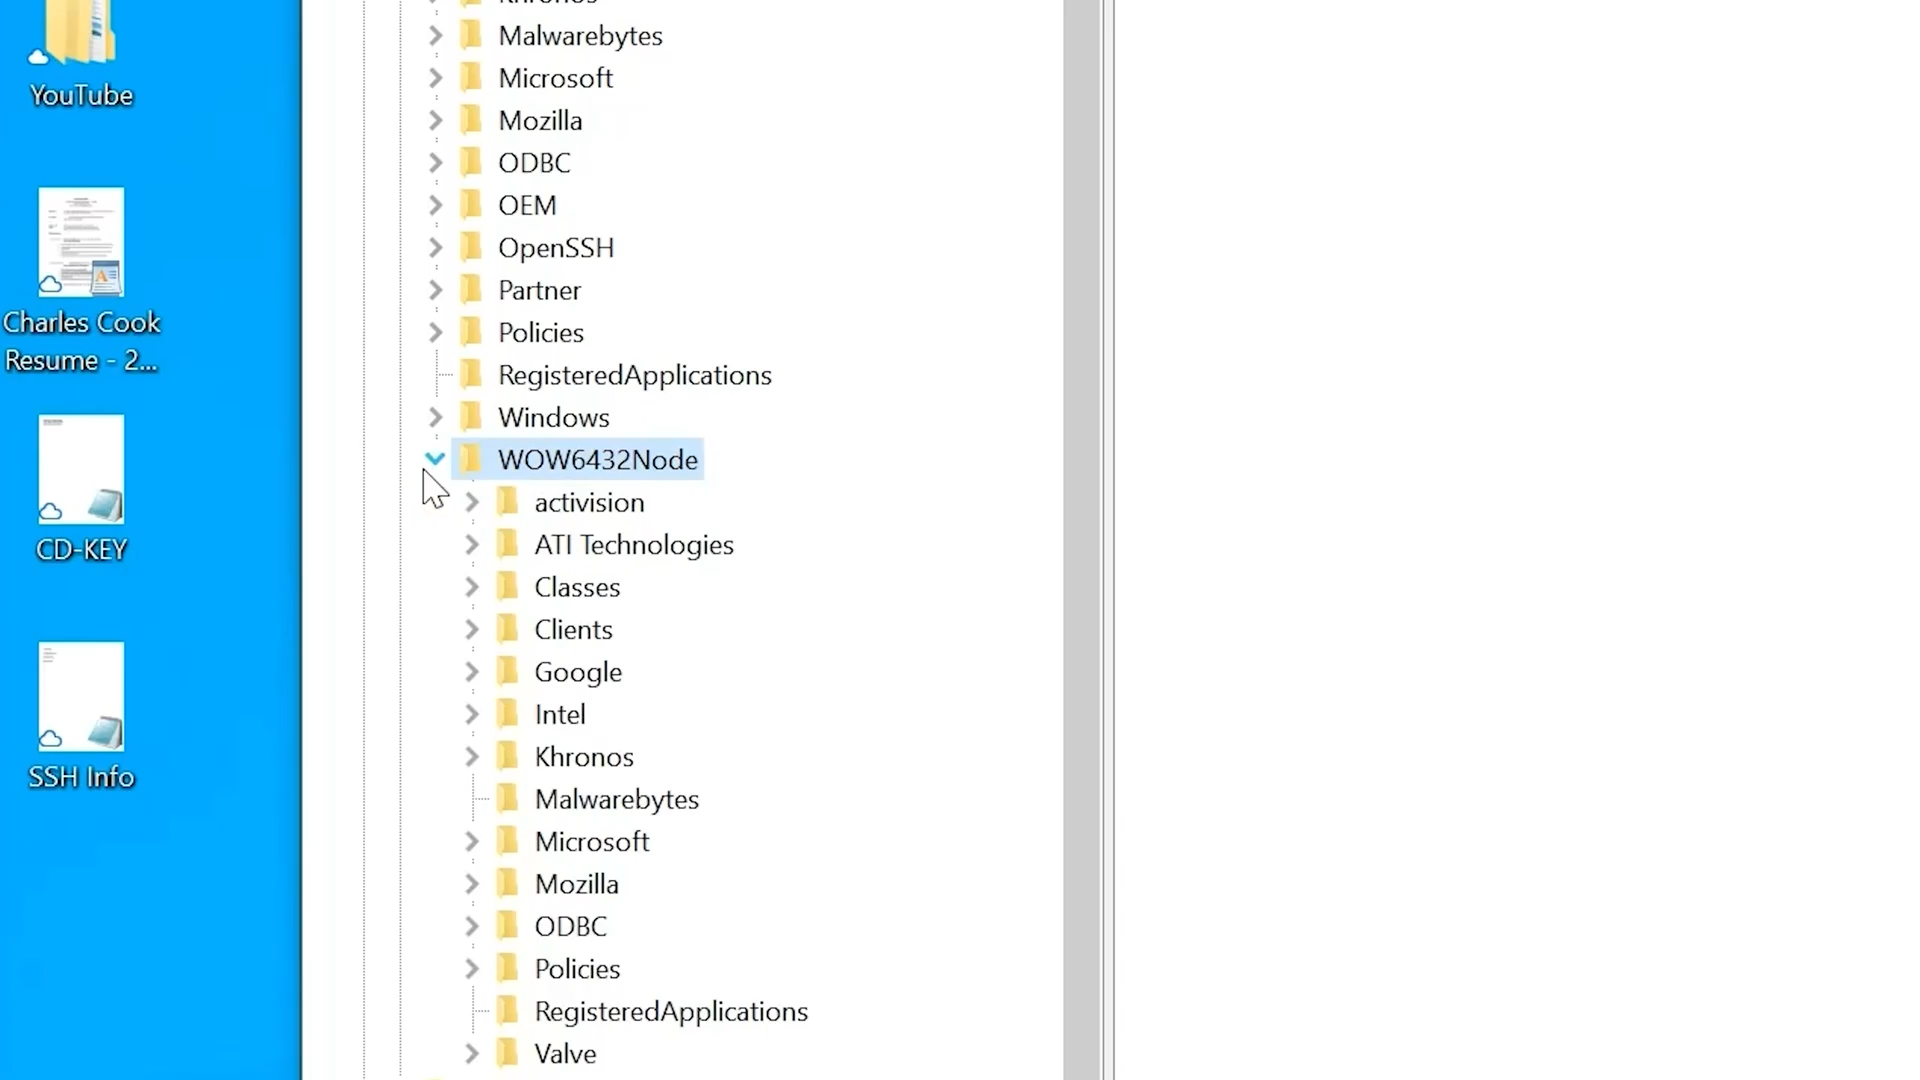 YouTube
Charles Cook
Resume - 2...
CD-KEY
SSH Info
Khronos
Malwarebytes
Microsoft
Mozilla
ODBC
OEM
OpenSSH
Partner
Policies
RegisteredApplications
Windows
WOW6432Node
activision
ATI Technologies
Classes
Clients
Google
Intel
Khronos
Malwarebytes
Microsoft
Mozilla
ODBC
Policies
RegisteredApplications
Valve